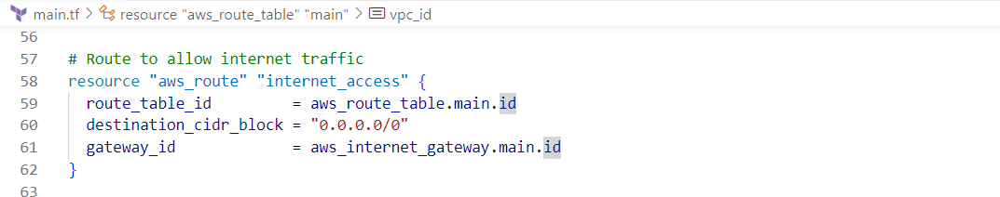 main.tf > resource "aws_route_table" "main" > vpc_id
56
57 # Route to allow internet traffic
58 resource "aws_route" "internet_access" {
59   route_table_id         = aws_route_table.main.id
60   destination_cidr_block = "0.0.0.0/0"
61   gateway_id             = aws_internet_gateway.main.id
62 }
63